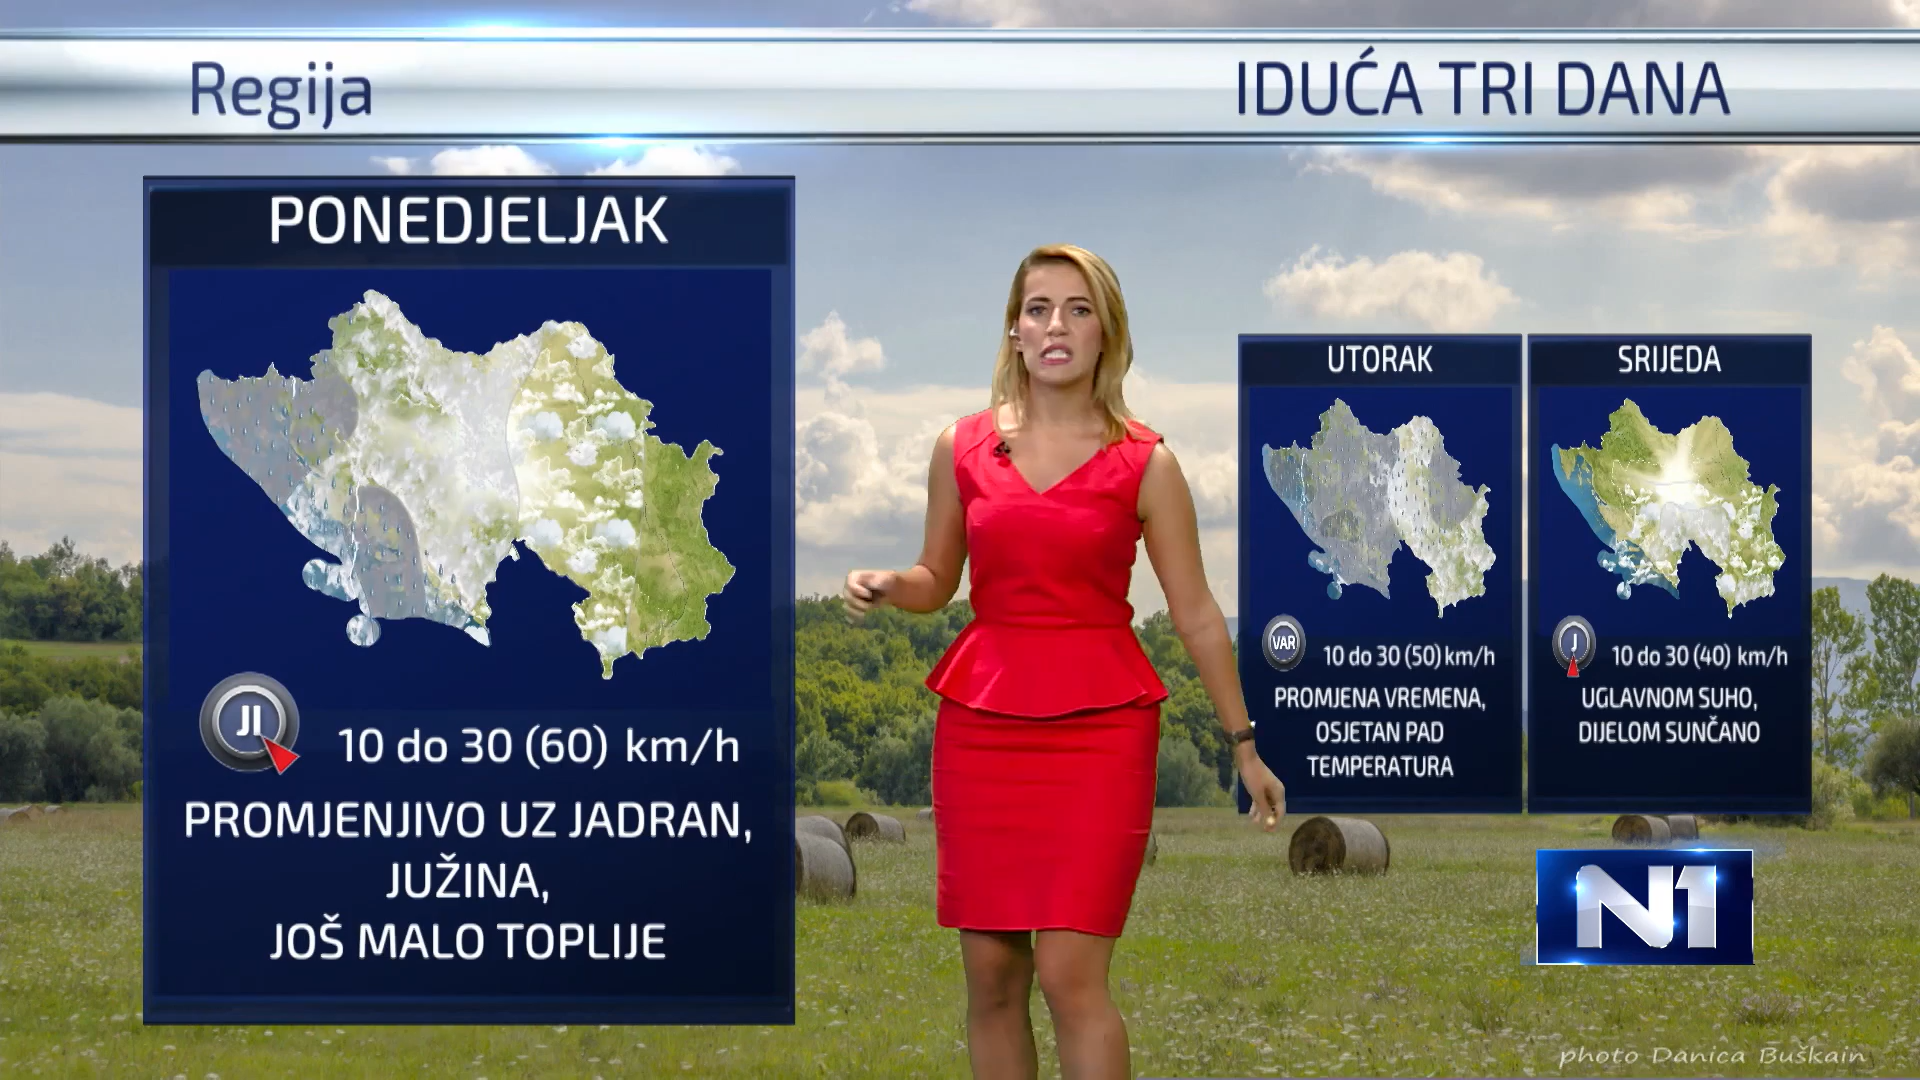 Regija
IDUĆA TRI DANA
PONEDJELJAK
JI
10 do 30 (60) km/h
PROMJENJIVO UZ JADRAN,
JUŽINA,
JOŠ MALO TOPLIJE
UTORAK
VAR
10 do 30 (50) km/h
PROMJENA VREMENA,
OSJETAN PAD
TEMPERATURA
SRIJEDA
J
10 do 30 (40) km/h
UGLAVNOM SUHO,
DIJELOM SUNČANO
N1
photo Danica Buškain